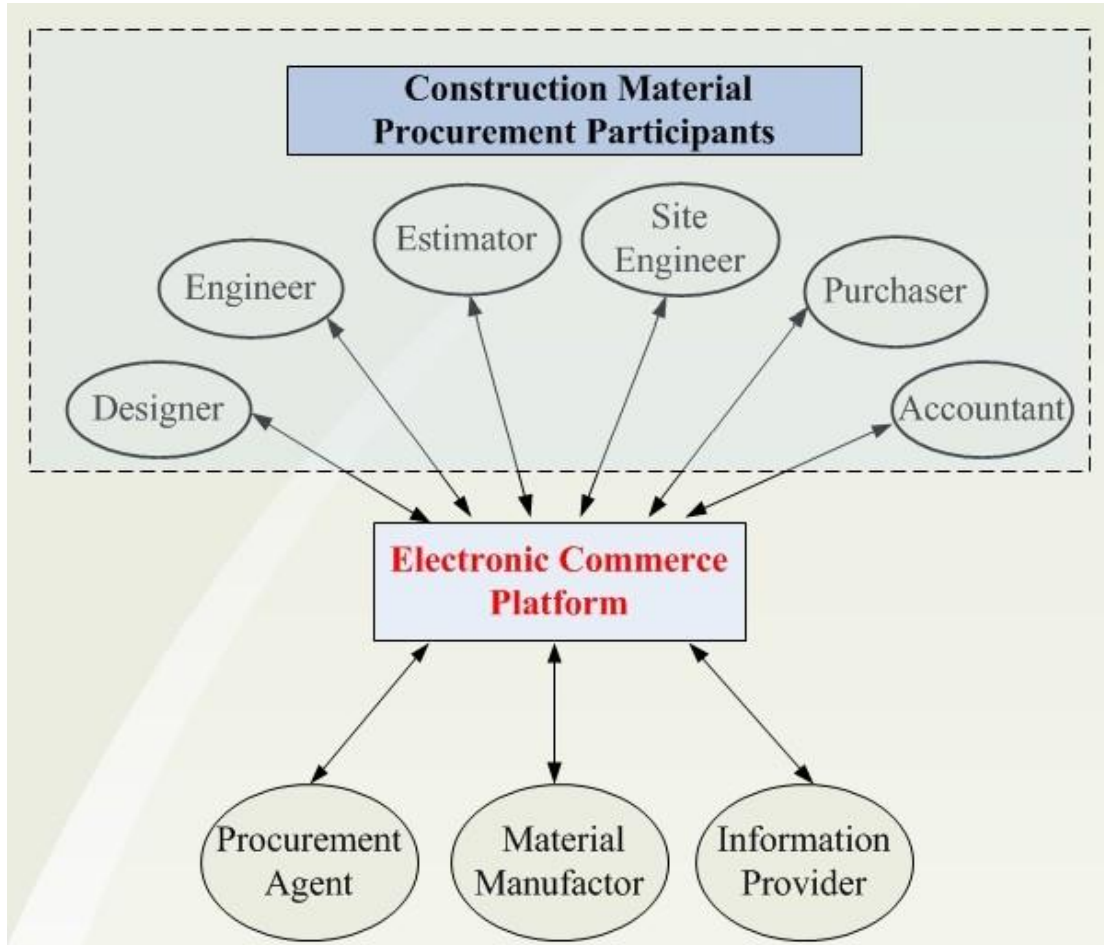 Construction Material
Procurement Participants
Estimator
Site
Engineer
Engineer
Purchaser
Designer
Accountant
Electronic Commerce
Platform
Procurement
Agent
Material
Manufactor
Information
Provider